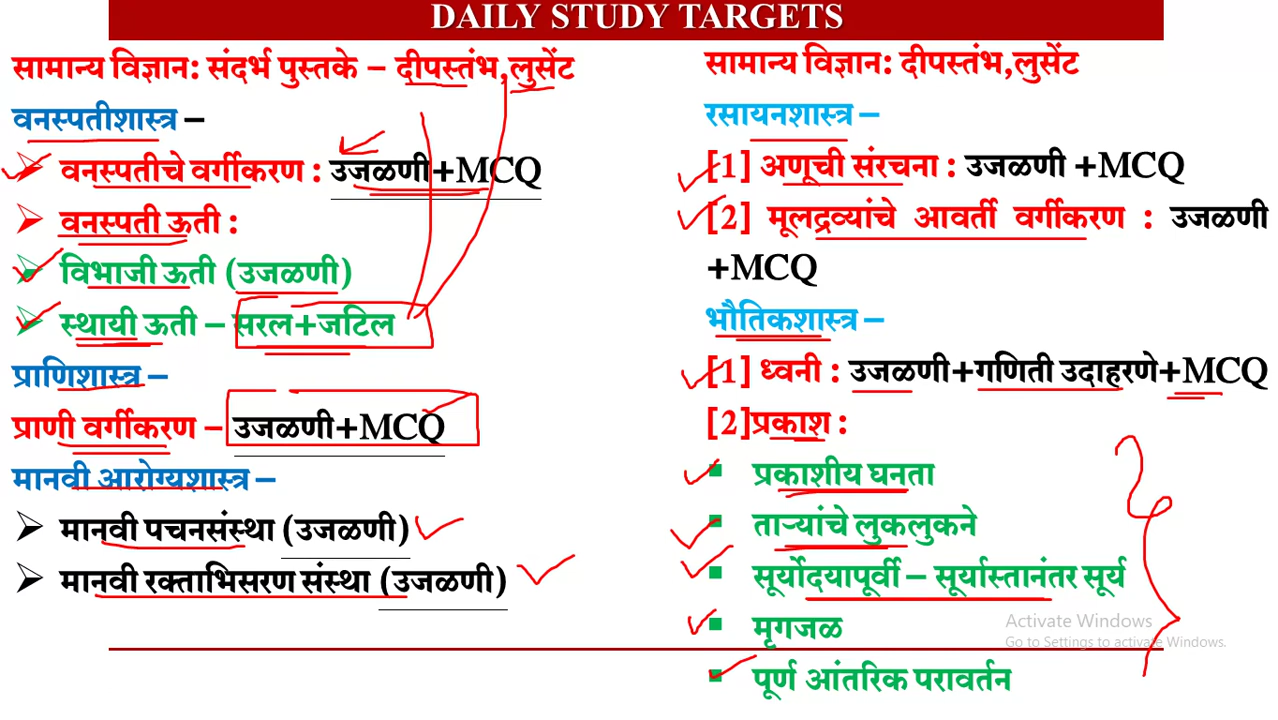 DAILY STUDY TARGETS
सामान्य विज्ञान: संदर्भ पुस्तके – दीपस्तंभ,लुसेंट
वनस्पतीशास्त्र –
वनस्पतीचे वर्गीकरण : उजळणी+MCQ
वनस्पती ऊती :
विभाजी ऊती (उजळणी)
स्थायी ऊती – सरल+जटिल
प्राणिशास्त्र –
प्राणी वर्गीकरण – उजळणी+MCQ
मानवी आरोग्यशास्त्र –
मानवी पचनसंस्था (उजळणी)
मानवी रक्ताभिसरण संस्था (उजळणी)
सामान्य विज्ञान: दीपस्तंभ,लुसेंट
रसायनशास्त्र –
[1] अणूची संरचना : उजळणी +MCQ
[2] मूलद्रव्यांचे आवर्ती वर्गीकरण : उजळणी
+MCQ
भौतिकशास्त्र –
[1] ध्वनी : उजळणी+गणिती उदाहरणे+MCQ
[2]प्रकाश :
प्रकाशीय घनता
ताऱ्यांचे लुकलुकने
सूर्योदयापूर्वी – सूर्यास्तानंतर सूर्य
मृगजळ
पूर्ण आंतरिक परावर्तन
Activate Windows
Go to Settings to activate Windows.